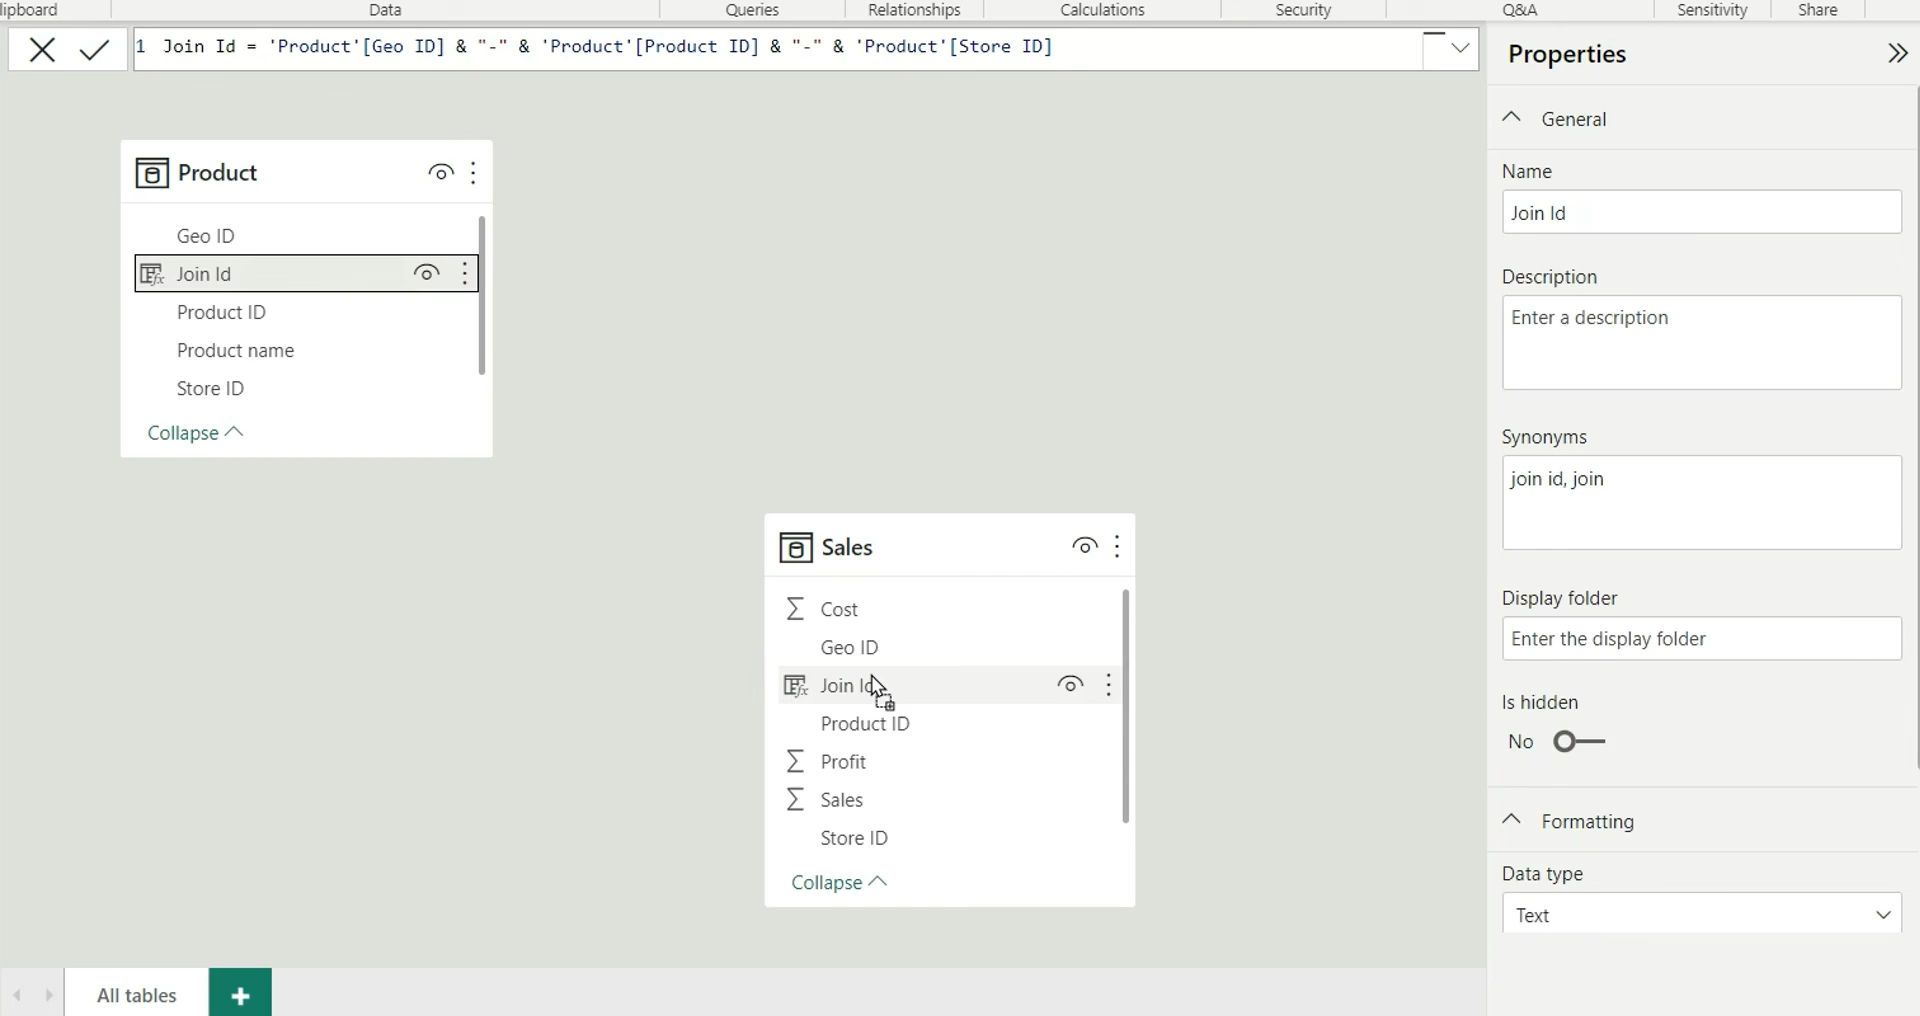 lipboard Data Queries Relationships Calculations Security Q&A Sensitivity Share
1 Join Id = 'Product'[Geo ID] & "-" & 'Product'[Product ID] & "-" & 'Product'[Store ID]
Product
Geo ID
Join Id
Product ID
Product name
Store ID
Collapse
Sales
Cost
Geo ID
Join Id
Product ID
Profit
Sales
Store ID
Collapse
All tables
Properties
General
Name
Join Id
Description
Enter a description
Synonyms
join id, join
Display folder
Enter the display folder
Is hidden
No
Formatting
Data type
Text